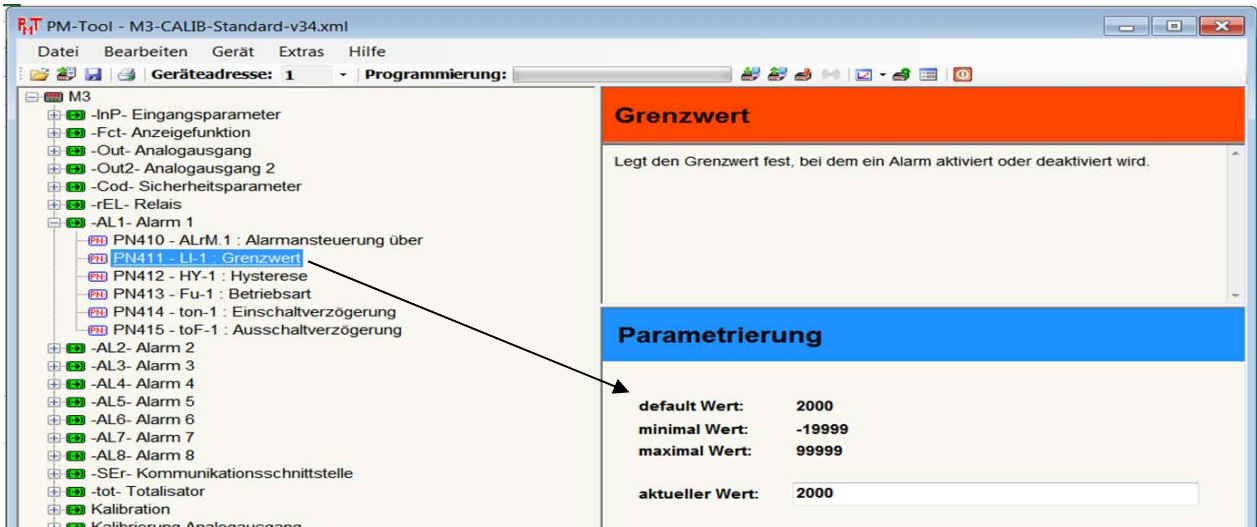 PM-Tool - M3-CALIB-Standard-v34.xml
Datei Bearbeiten Gerät Extras Hilfe
Geräteadresse: 1 Programmierung:
M3
-InP- Eingangsparameter
-Fct- Anzeigefunktion
-Out- Analogausgang
-Out2- Analogausgang 2
-Cod- Sicherheitsparameter
-rEL- Relais
-AL1- Alarm 1
PN410 - ALrM.1 : Alarmansteuerung über
PN411 - LI-1 : Grenzwert
PN412 - HY-1 : Hysterese
PN413 - Fu-1 : Betriebsart
PN414 - ton-1 : Einschaltverzögerung
PN415 - toF-1 : Ausschaltverzögerung
-AL2- Alarm 2
-AL3- Alarm 3
-AL4- Alarm 4
-AL5- Alarm 5
-AL6- Alarm 6
-AL7- Alarm 7
-AL8- Alarm 8
-SEr- Kommunikationsschnittstelle
-tot- Totalisator
Kalibration
Kalibrierung Analogausgang
Grenzwert
Legt den Grenzwert fest, bei dem ein Alarm aktiviert oder deaktiviert wird.
Parametrierung
default Wert: 2000
minimal Wert: -19999
maximal Wert: 99999
aktueller Wert: 2000